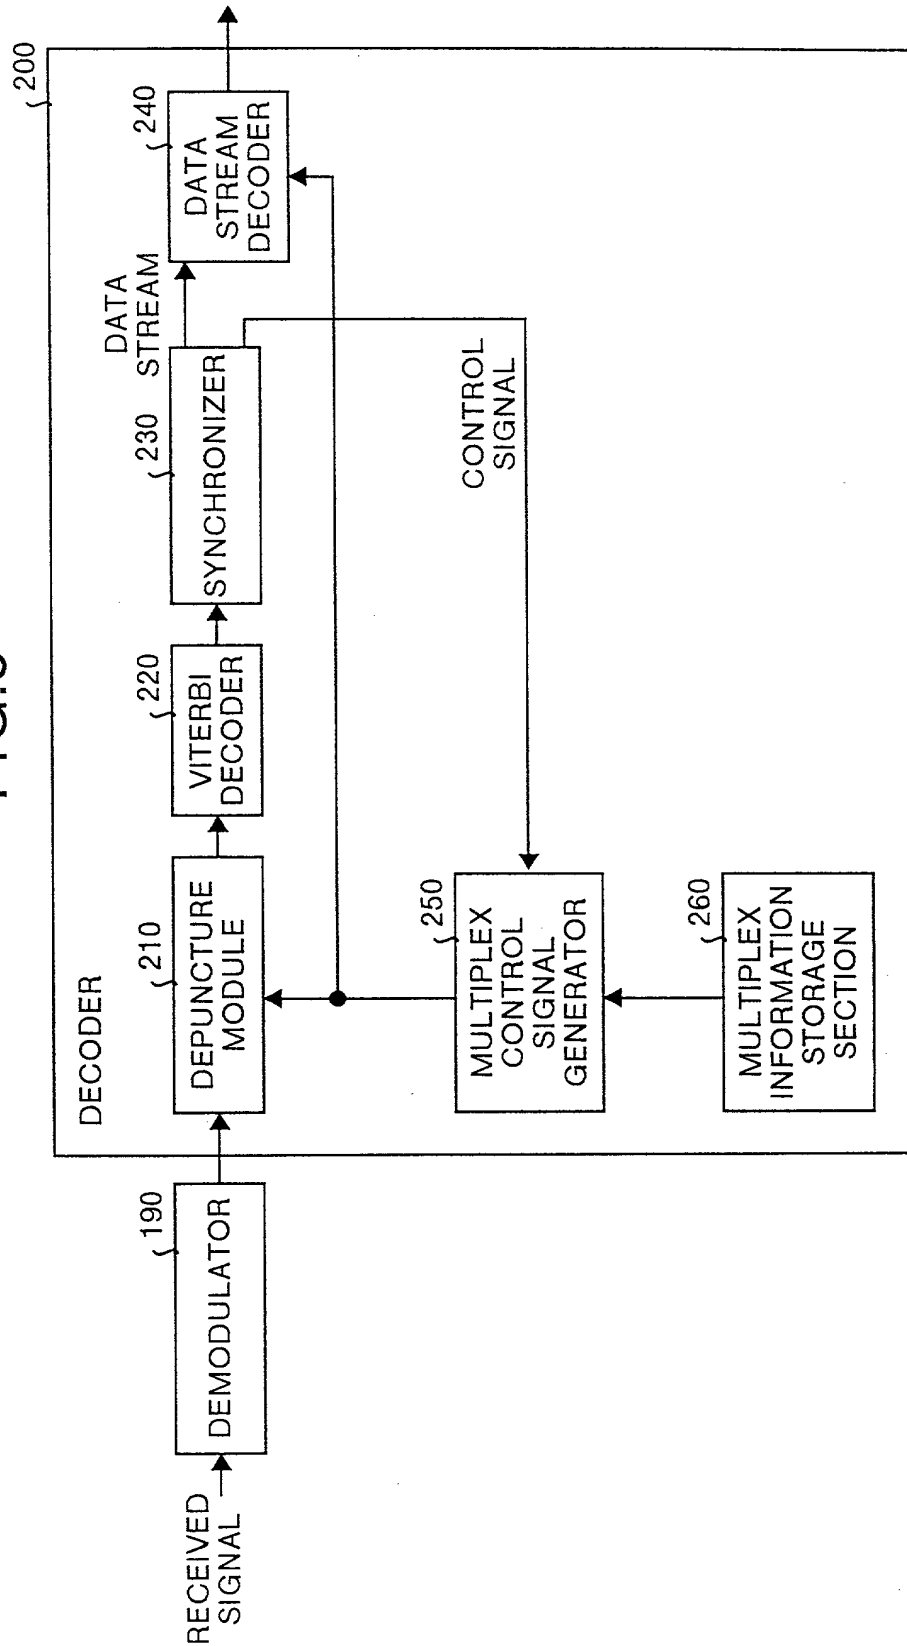 200
DECODER
RECEIVED
SIGNAL
190
DEMODULATOR
210
DEPUNCTURE
MODULE
220
VITERBI
DECODER
230
SYNCHRONIZER
DATA
STREAM
240
DATA
STREAM
DECODER
CONTROL
SIGNAL
250
MULTIPLEX
CONTROL
SIGNAL
GENERATOR
260
MULTIPLEX
INFORMATION
STORAGE
SECTION